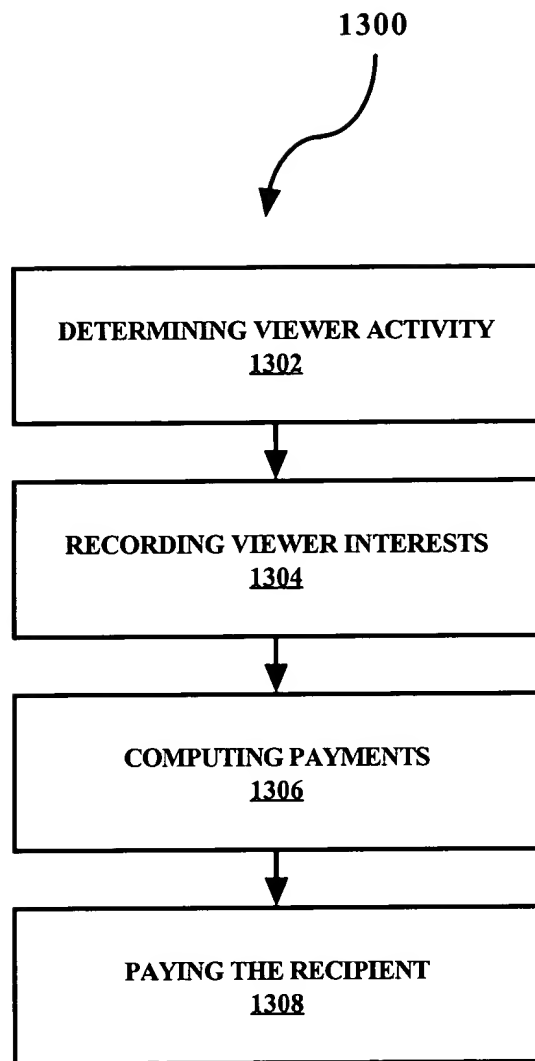 1300
DETERMINING VIEWER ACTIVITY
1302
RECORDING VIEWER INTERESTS
1304
COMPUTING PAYMENTS
1306
PAYING THE RECIPIENT
1308